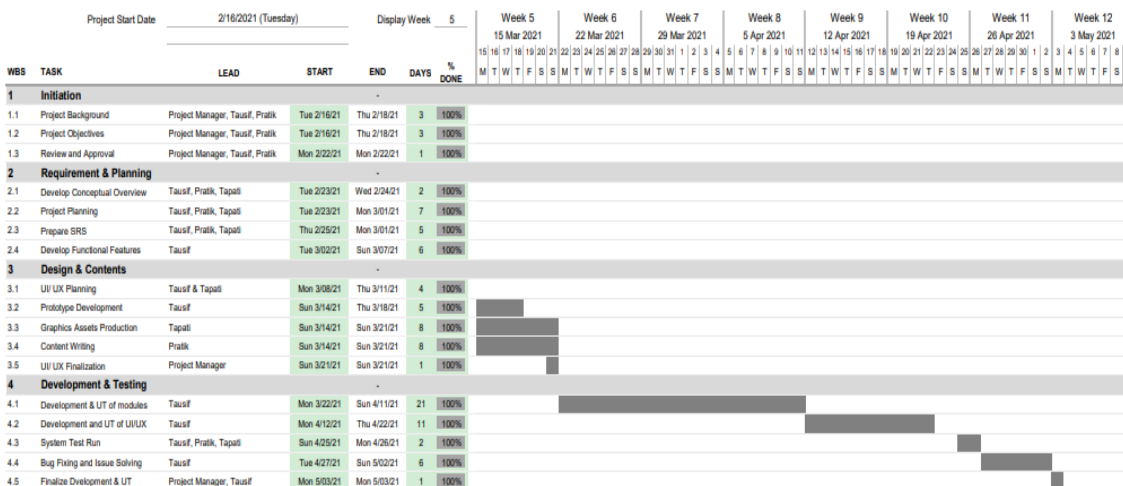 Project Start Date 2/16/2021 (Tuesday) Display Week 5 Week 5 Week 6 Week 7 Week 8 Week 9 Week 10 Week 11 Week 12
15 Mar 2021 22 Mar 2021 29 Mar 2021 5 Apr 2021 12 Apr 2021 19 Apr 2021 26 Apr 2021 3 May 2021
15 16 17 18 19 20 21 22 23 24 25 26 27 28 29 30 31 1 2 3 4 5 6 7 8 9 10 11 12 13 14 15 16 17 18 19 20 21 22 23 24 25 26 27 28 29 30 1 2 3 4 5 6 7 8
WBS TASK LEAD START END DAYS % DONE M T W T F S S M T W T F S S M T W T F S S M T W T F S S M T W T F S S M T W T F S S M T W T F S S M T W T F S
1 Initiation -
1.1 Project Background Project Manager, Tausif, Pratik Tue 2/16/21 Thu 2/18/21 3 100%
1.2 Project Objectives Project Manager, Tausif, Pratik Tue 2/16/21 Thu 2/18/21 3 100%
1.3 Review and Approval Project Manager, Tausif, Pratik Mon 2/22/21 Mon 2/22/21 1 100%
2 Requirement & Planning -
2.1 Develop Conceptual Overview Tausif, Pratik, Tapati Tue 2/23/21 Wed 2/24/21 2 100%
2.2 Project Planning Tausif, Pratik, Tapati Tue 2/23/21 Mon 3/01/21 7 100%
2.3 Prepare SRS Tausif, Pratik, Tapati Thu 2/25/21 Mon 3/01/21 5 100%
2.4 Develop Functional Features Tausif Tue 3/02/21 Sun 3/07/21 6 100%
3 Design & Contents -
3.1 UI/ UX Planning Tausif & Tapati Mon 3/08/21 Thu 3/11/21 4 100%
3.2 Prototype Development Tausif Sun 3/14/21 Thu 3/18/21 5 100%
3.3 Graphics Assets Production Tapati Sun 3/14/21 Sun 3/21/21 8 100%
3.4 Content Writing Pratik Sun 3/14/21 Sun 3/21/21 8 100%
3.5 UI/ UX Finalization Project Manager Sun 3/21/21 Sun 3/21/21 1 100%
4 Development & Testing -
4.1 Development & UT of modules Tausif Mon 3/22/21 Sun 4/11/21 21 100%
4.2 Development and UT of UI/UX Tausif Mon 4/12/21 Thu 4/22/21 11 100%
4.3 System Test Run Tausif, Pratik, Tapati Sun 4/25/21 Mon 4/26/21 2 100%
4.4 Bug Fixing and Issue Solving Tausif Tue 4/27/21 Sun 5/02/21 6 100%
4.5 Finalize Dvelopment & UT Project Manager, Tausif Mon 5/03/21 Mon 5/03/21 1 100%